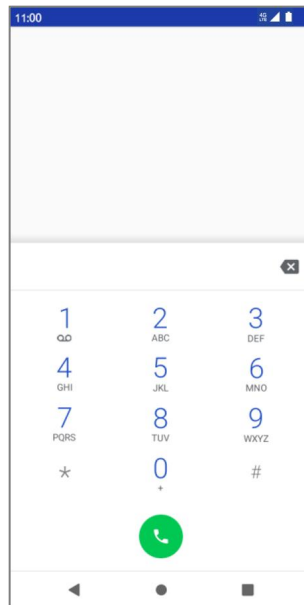 11:00
4G
LTE
1 2 3
ABC DEF
4 5 6
GHI JKL MNO
7 8 9
PQRS TUV WXYZ
* 0 #
+